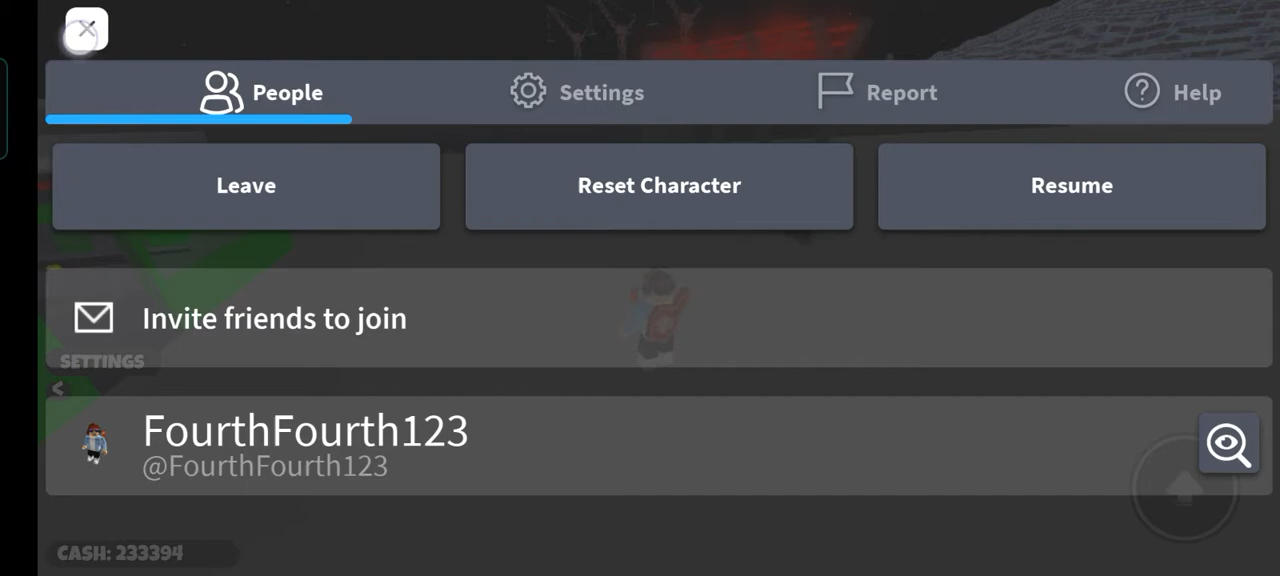 People
Settings
Report
Help
Leave
Reset Character
Resume
Invite friends to join
SETTINGS
<
FourthFourth123
@FourthFourth123
CASH: 233394